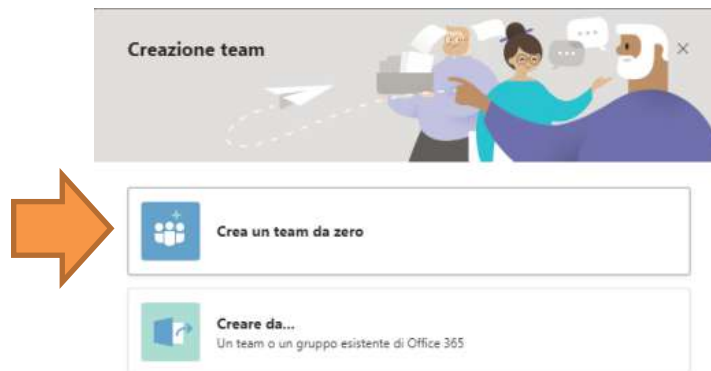 Creazione team
Crea un team da zero
Creare da...
Un team o un gruppo esistente di Office 365